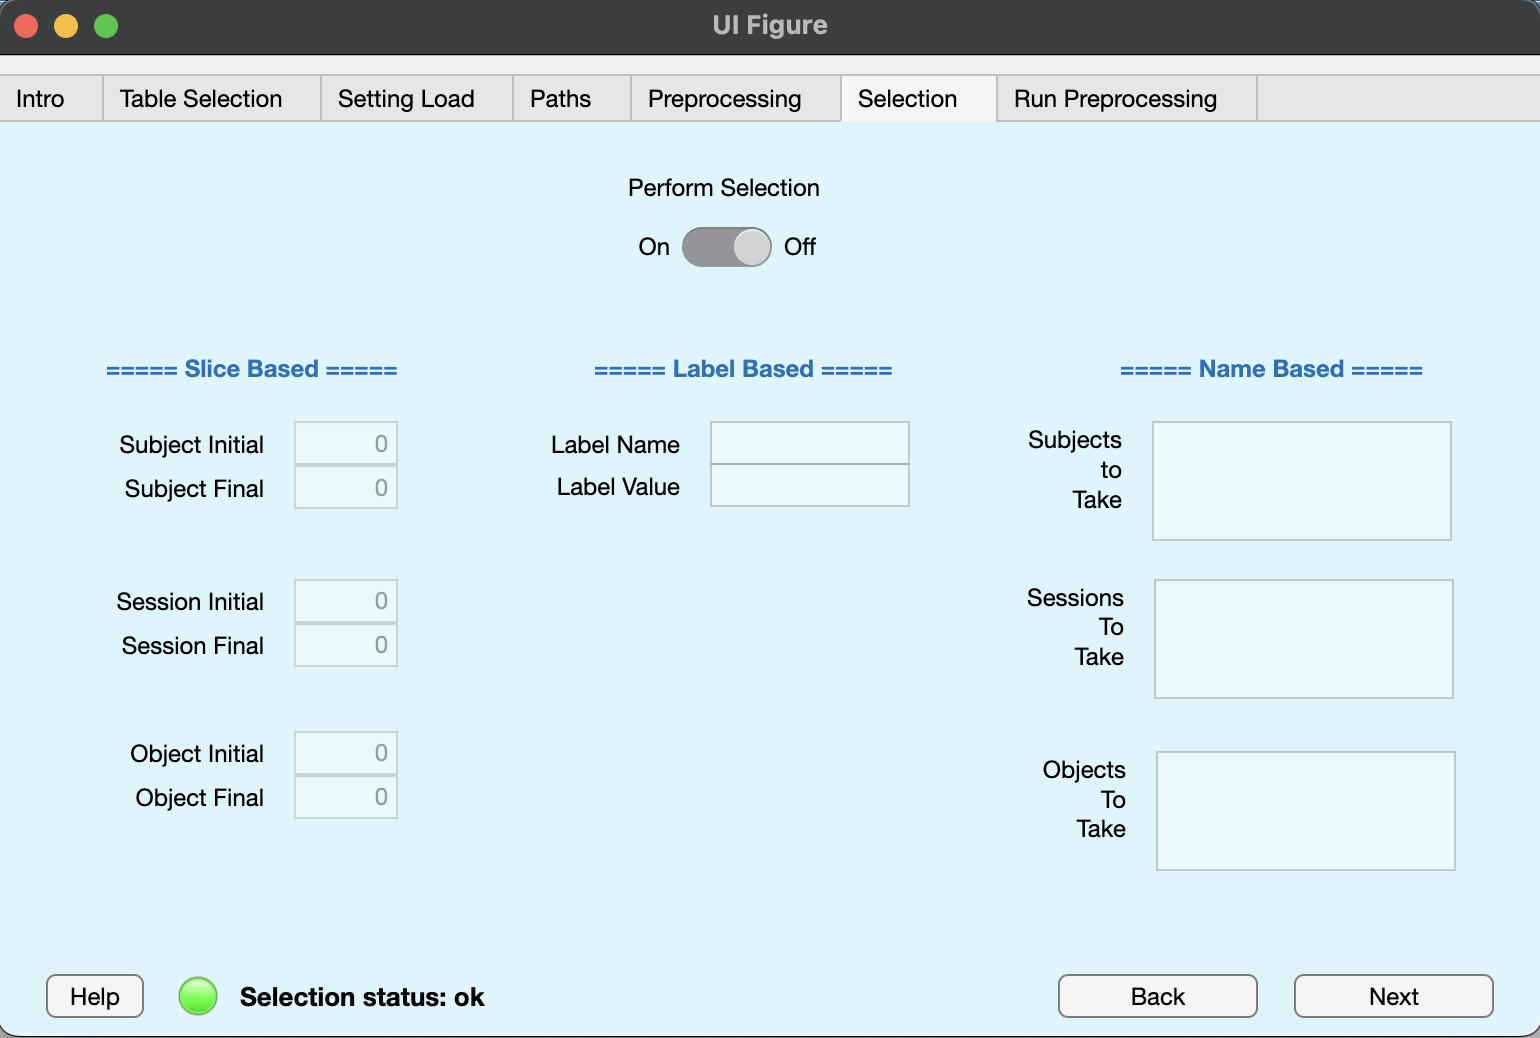 UI Figure
Intro
Table Selection
Setting Load
Paths
Preprocessing
Selection
Run Preprocessing
Perform Selection
On
Off
===== Slice Based =====
Subject Initial
0
Subject Final
0
Session Initial
0
Session Final
0
Object Initial
0
Object Final
0
===== Label Based =====
Label Name
Label Value
===== Name Based =====
Subjects
to
Take
Sessions
To
Take
Objects
To
Take
Help
Selection status: ok
Back
Next